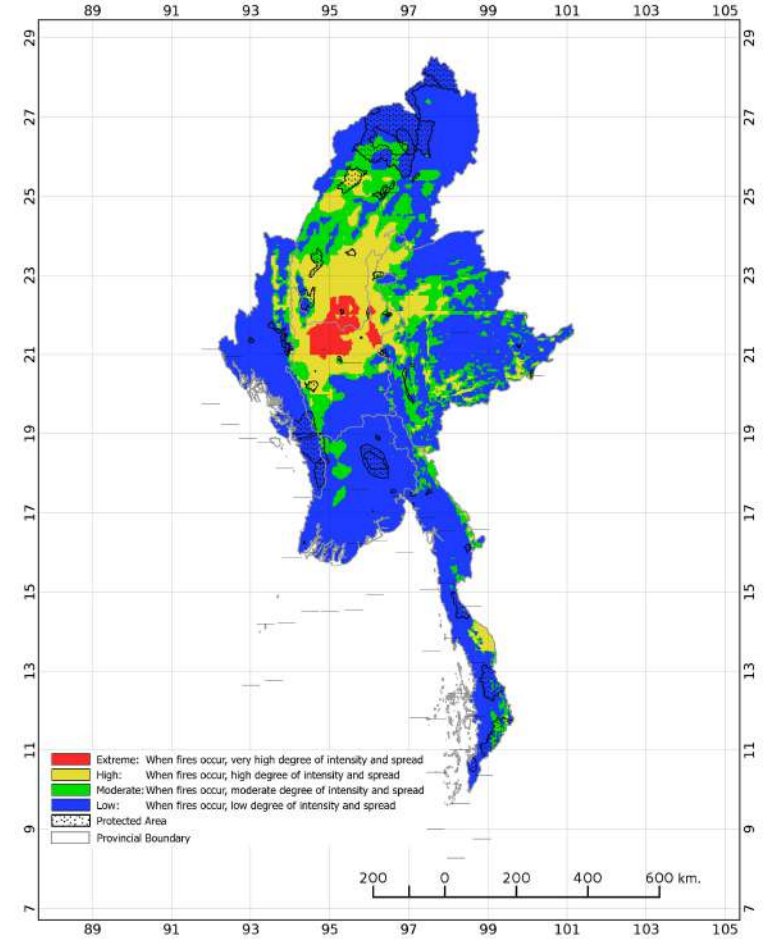 89 91 93 95 97 99 101 103 105
29 29
27 27
25 25
23 23
21 21
19 19
17 17
15 15
13 13
11 11
9 9
7 7
Extreme: When fires occur, very high degree of intensity and spread
High: When fires occur, high degree of intensity and spread
Moderate: When fires occur, moderate degree of intensity and spread
Low: When fires occur, low degree of intensity and spread
Protected Area
Provincial Boundary
200 0 200 400 600 km.
89 91 93 95 97 99 101 103 105